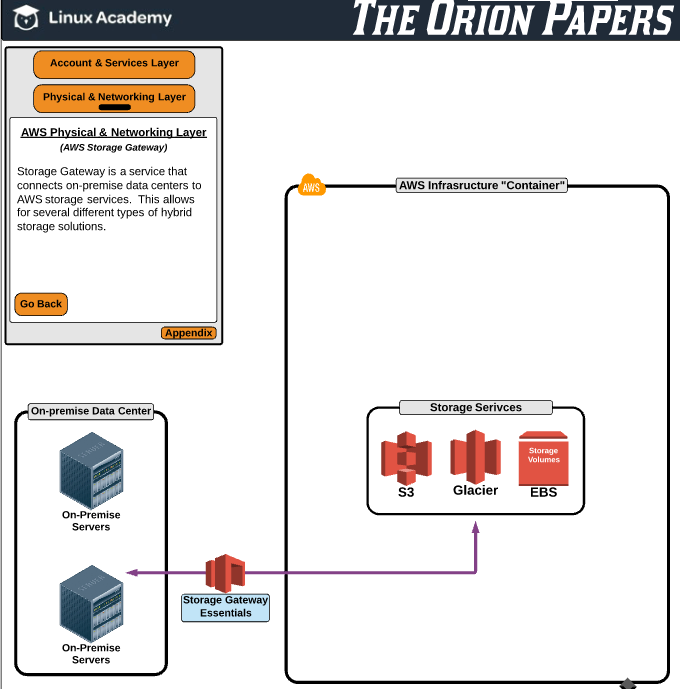 Linux Academy
THE ORION PAPERS
Account & Services Layer
Physical & Networking Layer
AWS Physical & Networking Layer
(AWS Storage Gateway)
Storage Gateway is a service that
connects on-premise data centers to
AWS storage services. This allows
for several different types of hybrid
storage solutions.
Go Back
Appendix
AWS
AWS Infrasructure "Container"
On-premise Data Center
On-Premise
Servers
On-Premise
Servers
Storage Gateway
Essentials
Storage Serivces
Storage
Volumes
S3
Glacier
EBS